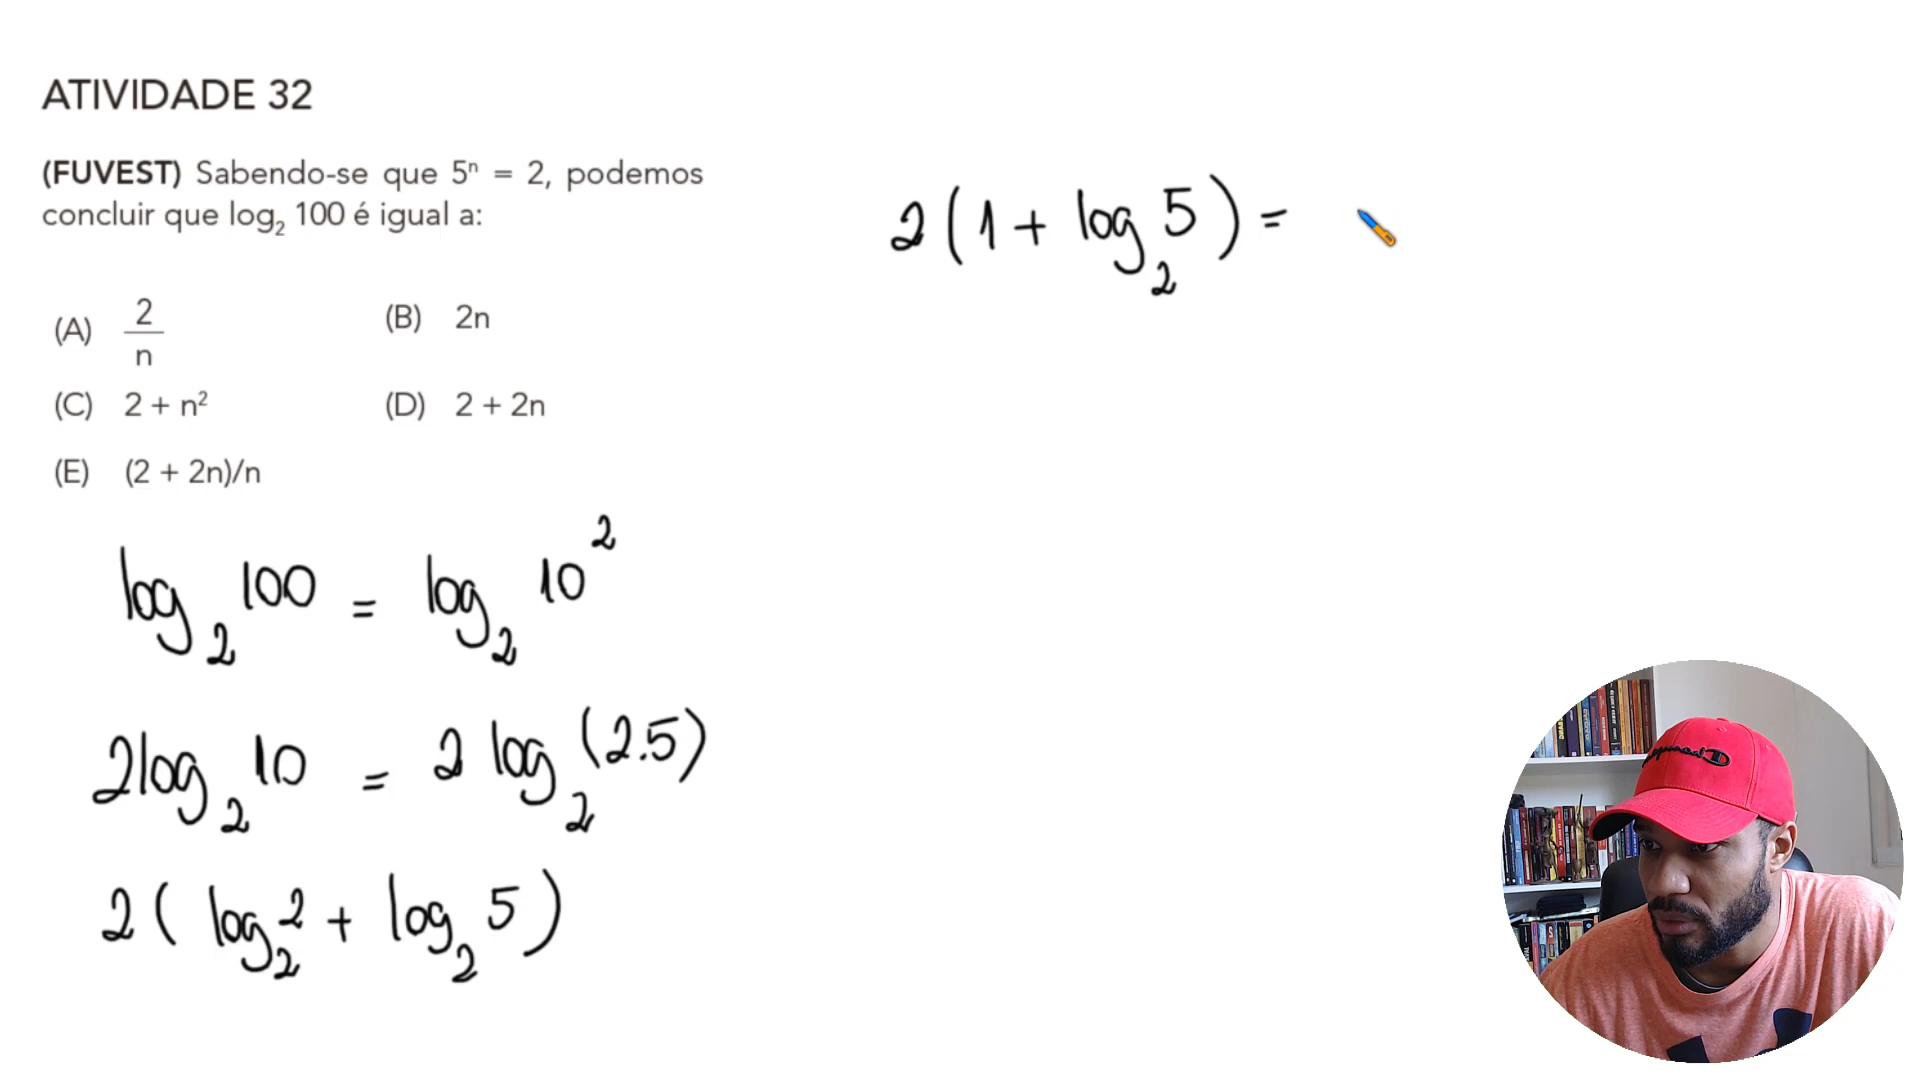 ATIVIDADE 32
(FUVEST) Sabendo-se que 5ⁿ = 2, podemos
concluir que log₂ 100 é igual a:
(A) 2/n (B) 2n
(C) 2 + n² (D) 2 + 2n
(E) (2 + 2n)/n
log₂ 100 = log₂ 10²
2log₂ 10 = 2 log₂ (2.5)
2 ( log₂ 2 + log₂ 5 )
2 ( 1 + log₂ 5 ) =